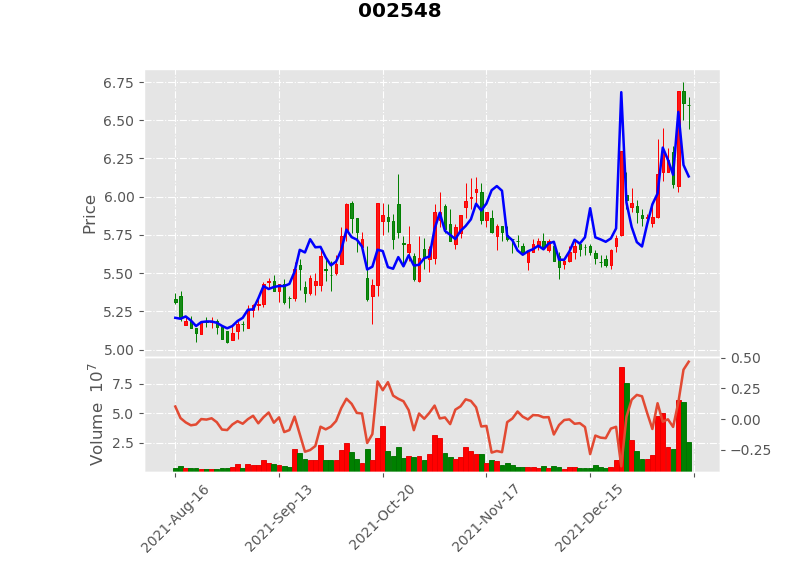 002548
6.75
6.50
6.25
6.00
5.75
5.50
5.25
5.00
Price
7.5
5.0
2.5
Volume 10^7
0.50
0.25
0.00
−0.25
2021-Aug-16
2021-Sep-13
2021-Oct-20
2021-Nov-17
2021-Dec-15